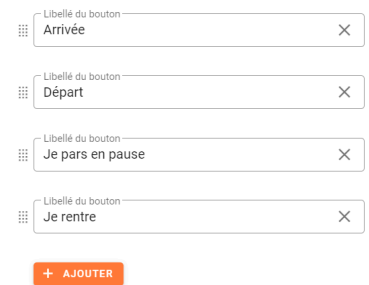 Libellé du bouton
Arrivée
Libellé du bouton
Départ
Libellé du bouton
Je pars en pause
Libellé du bouton
Je rentre
+ AJOUTER